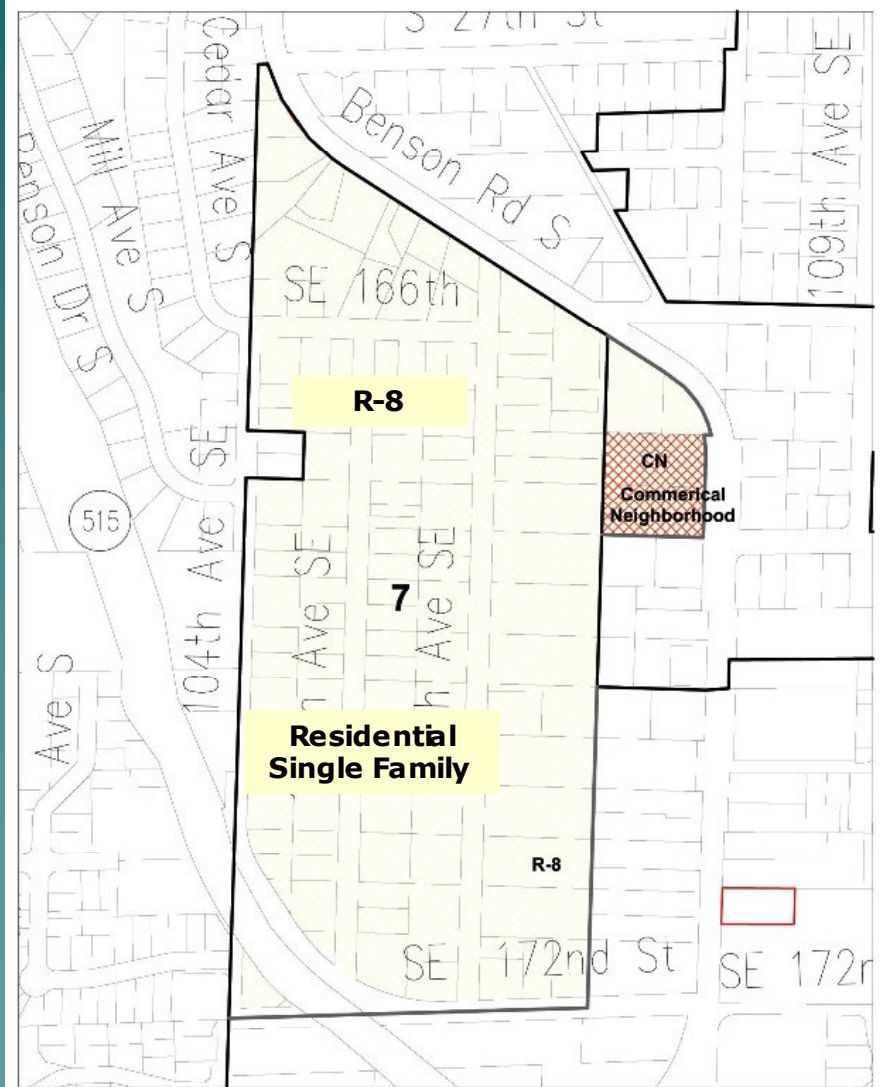 S 27th St
Cedar Ave S
Mill Ave S
Benson Dr S
Benson Rd S
109th Ave SE
SE 166th
R-8
CN
Commerical
Neighborhood
515
104th Ave SE
Ave SE
7
h Ave SE
Ave S
Residential
Single Family
R-8
SE 172nd St
SE 172